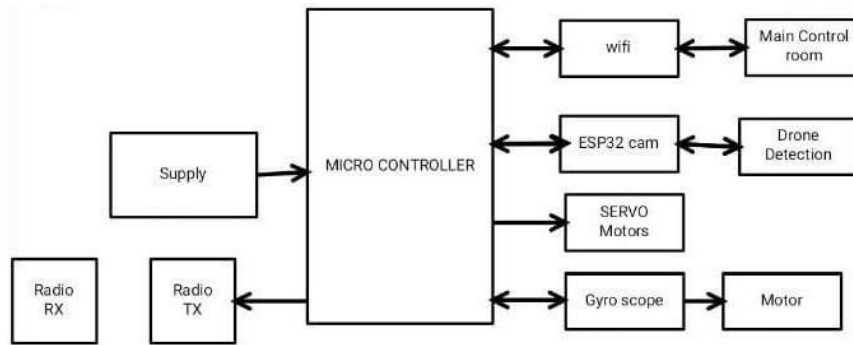 wifi
Main Control
room
Supply
MICRO CONTROLLER
ESP32 cam
Drone
Detection
SERVO
Motors
Radio
RX
Radio
TX
Gyro scope
Motor